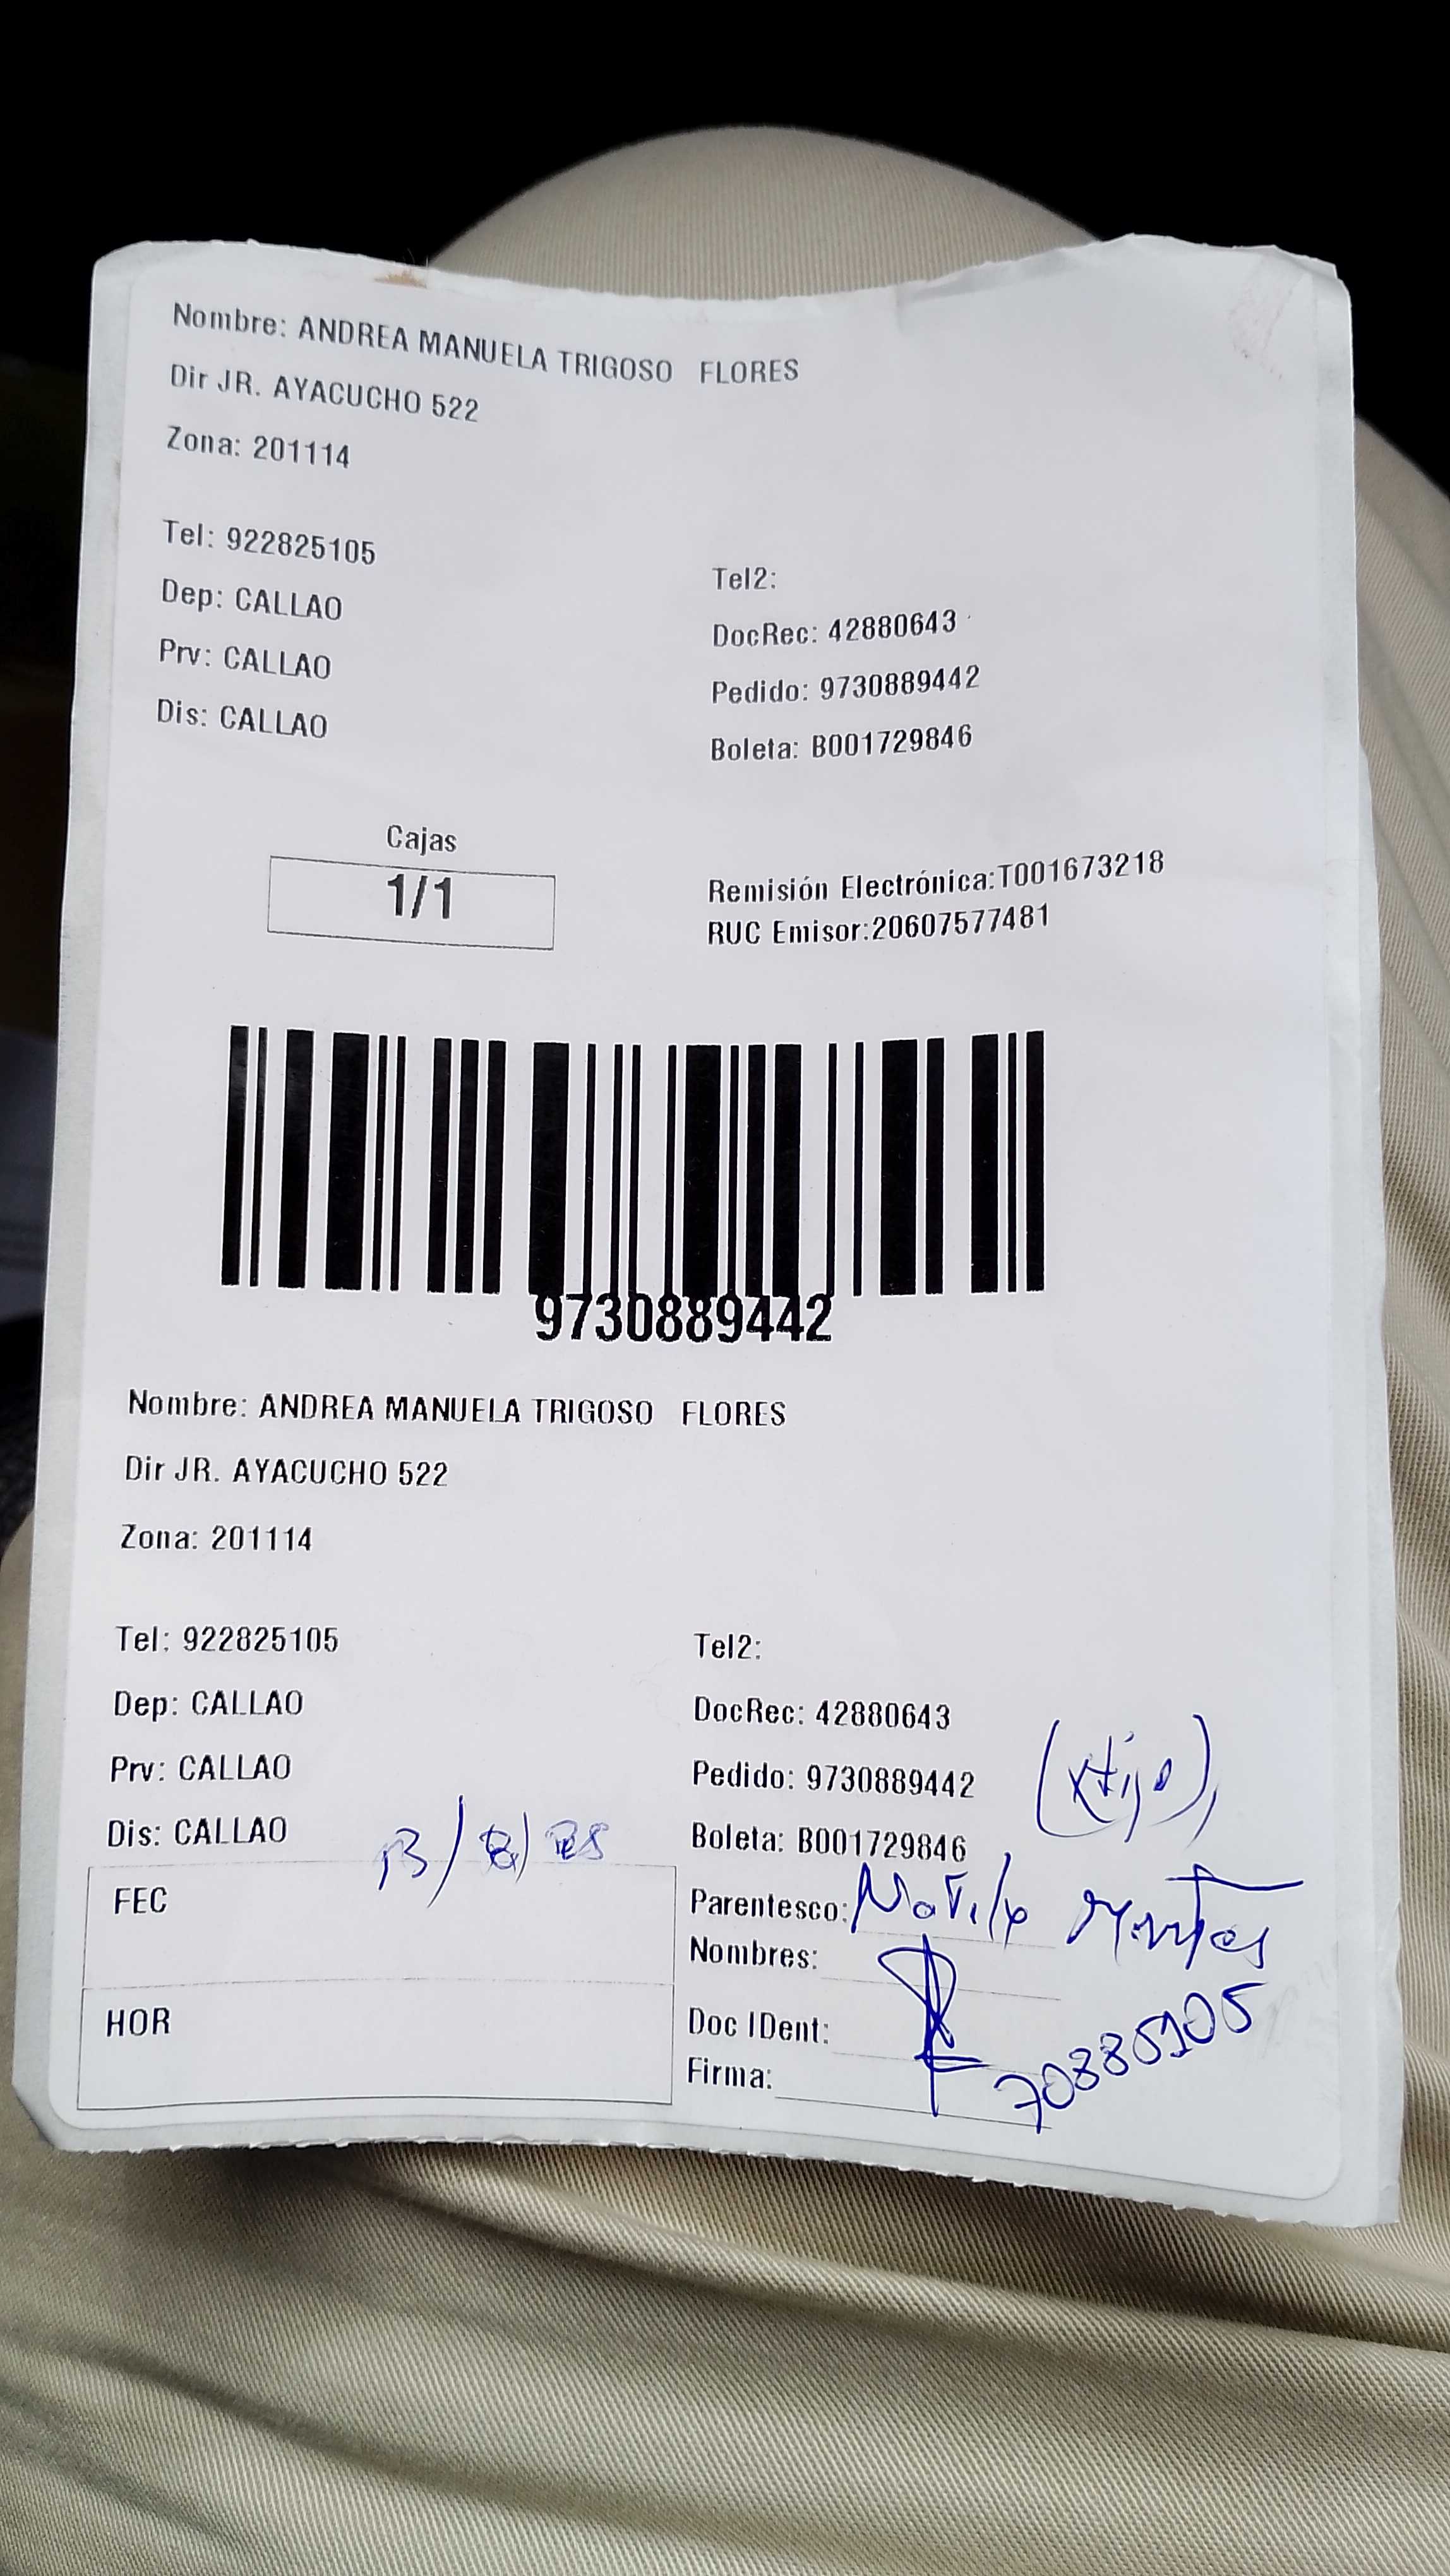 Nombre: ANDREA MANUELA TRIGOSO FLORES
Dir JR. AYACUCHO 522
Zona: 201114
Tel: 922825105
Tel2:
Dep: CALLAO
DocRec: 42880643
Prv: CALLAO
Pedido: 9730889442
Dis: CALLAO
Boleta: B001729846
Cajas
1/1
Remisión Electrónica:T001673218
RUC Emisor:20607577481
9730889442
Nombre: ANDREA MANUELA TRIGOSO FLORES
Dir JR. AYACUCHO 522
Zona: 201114
Tel: 922825105
Tel2:
Dep: CALLAO
DocRec: 42880643
Prv: CALLAO
Pedido: 9730889442
Dis: CALLAO
Boleta: B001729846
FEC
Parentesco:
Nombres:
HOR
Doc IDent:
70885105
Firma: